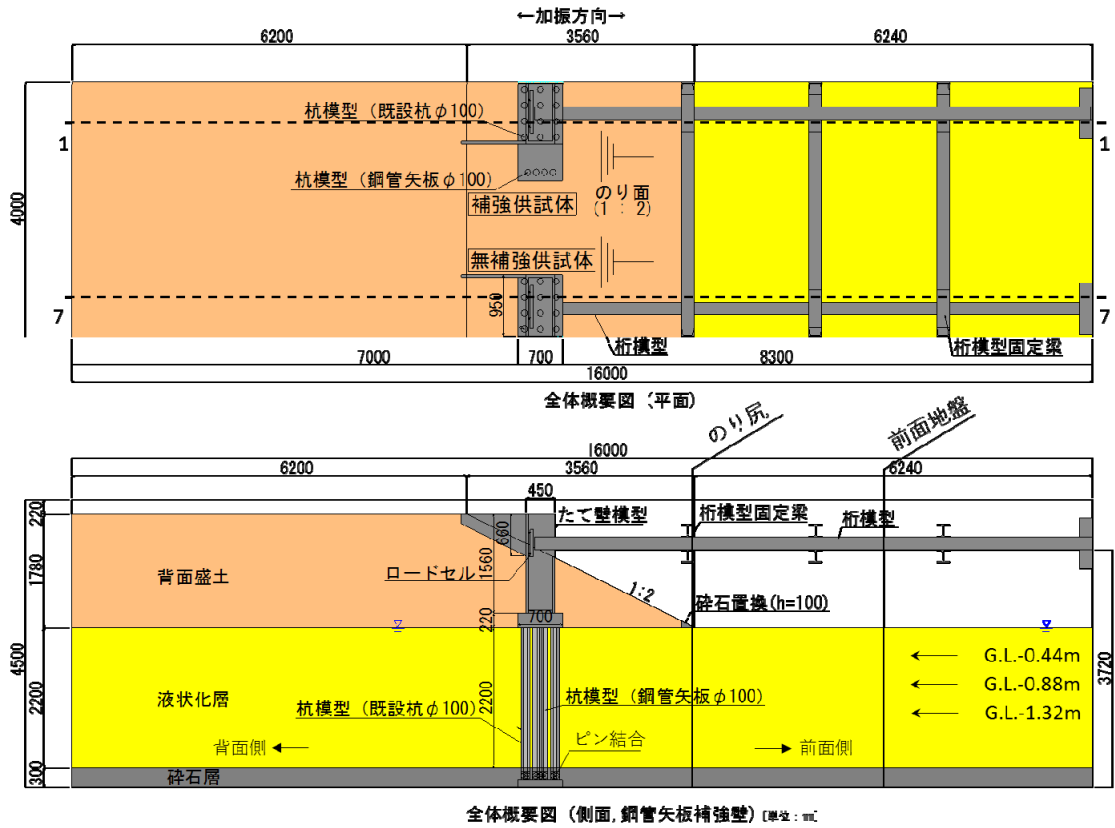 ←加振方向→
6200
3560
6240
杭模型（既設杭φ100）
1
1
杭模型（鋼管矢板φ100）
補強供試体
のり面
(1：2)
4000
無補強供試体
950
7
7
桁模型
桁模型固定梁
7000
700
8300
16000
全体概要図（平面）
のり尻
前面地盤
16000
6200
3560
6240
450
220
たて壁模型
桁模型固定梁
桁模型
660
1560
ロードセル
背面盛土
1780
1:2
砕石置換(h=100)
220
700
4500
3720
G.L.-0.44m
G.L.-0.88m
G.L.-1.32m
液状化層
2200
2200
杭模型（鋼管矢板φ100）
杭模型（既設杭φ100）
ピン結合
背面側 ←
→ 前面側
砕石層
300
全体概要図（側面,鋼管矢板補強壁）[単位：mm]